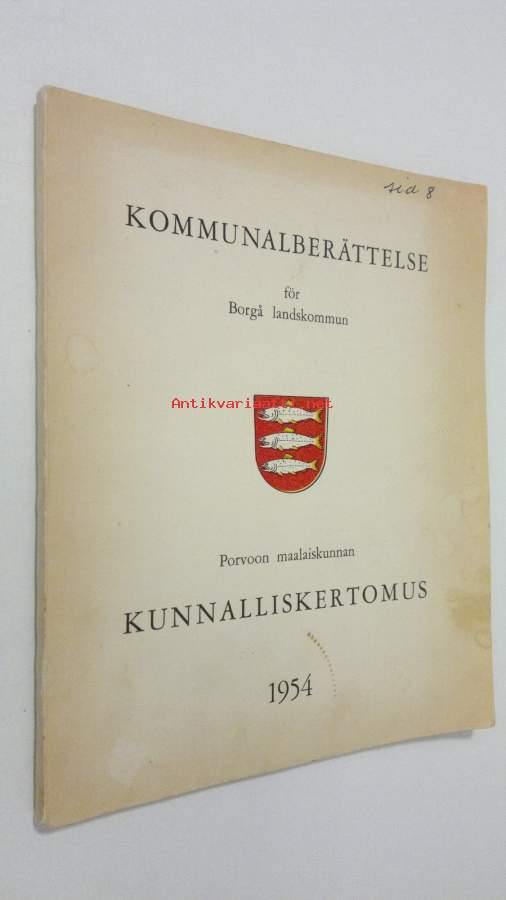 sid 8
KOMMUNALBERÄTTELSE
för
Borgå landskommun
Antikvariaatti.net
Porvoon maalaiskunnan
KUNNALLISKERTOMUS
1954